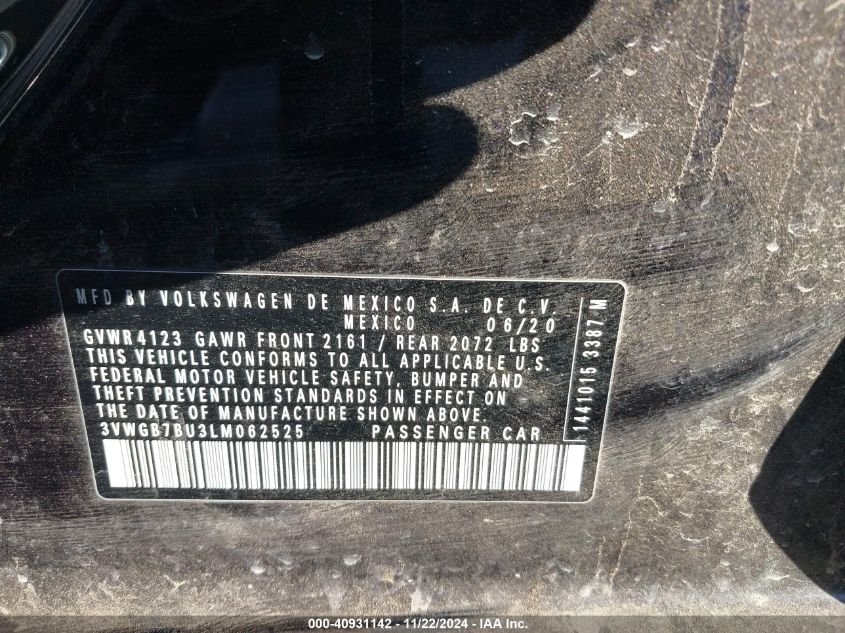 MFD BY VOLKSWAGEN DE MEXICO S.A. DE C.V.
MEXICO 06/20
GVWR 4123 GAWR FRONT 2161 / REAR 2072 LBS
THIS VEHICLE CONFORMS TO ALL APPLICABLE U.S.
FEDERAL MOTOR VEHICLE SAFETY, BUMPER AND
THEFT PREVENTION STANDARDS IN EFFECT ON
THE DATE OF MANUFACTURE SHOWN ABOVE.
3VWGB7BU3LM062525 PASSENGER CAR
1441015 3387 M
000-40931142 - 11/22/2024 - IAA Inc.